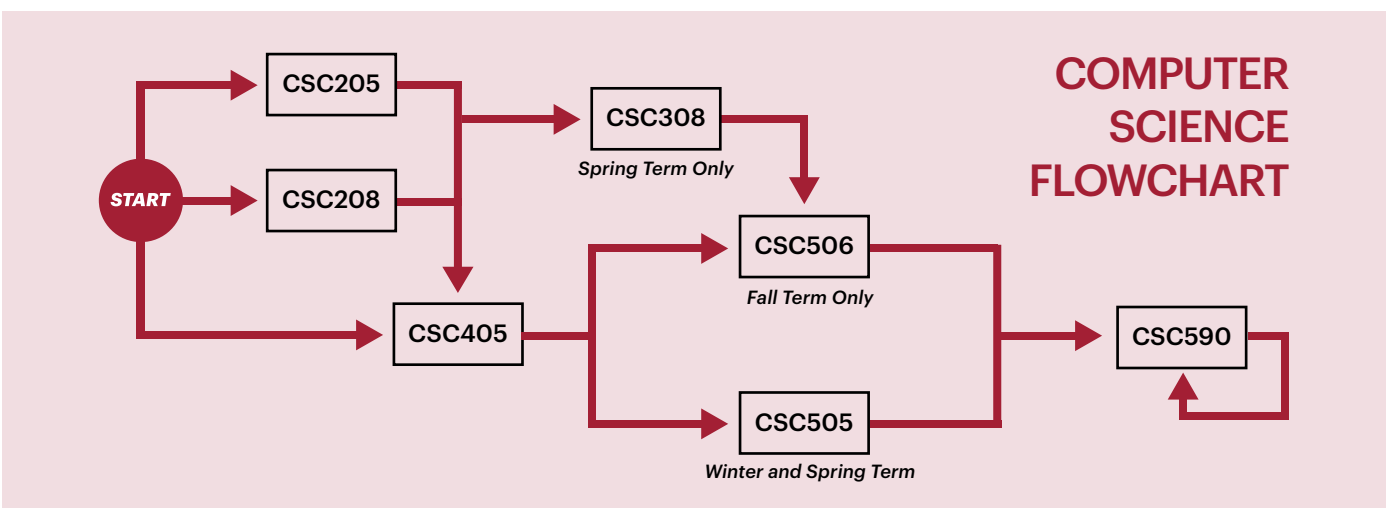 COMPUTER
SCIENCE
FLOWCHART
START
CSC205
CSC208
CSC308
Spring Term Only
CSC405
CSC506
Fall Term Only
CSC505
Winter and Spring Term
CSC590